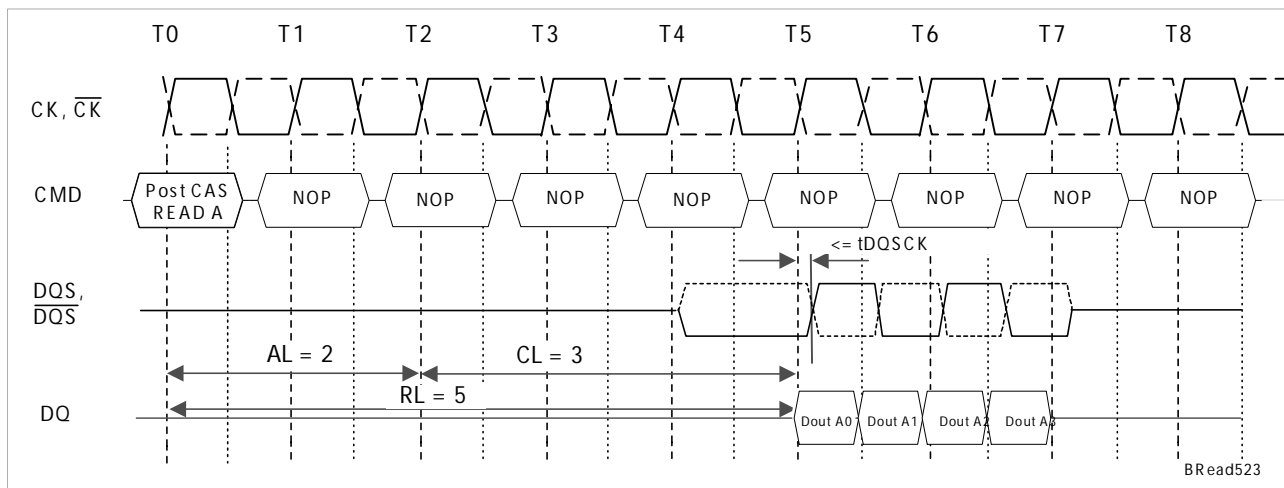 T0 T1 T2 T3 T4 T5 T6 T7 T8
CK, CK
CMD
Post CAS
READ A
NOP NOP NOP NOP NOP NOP NOP NOP
<= tDQSCK
DQS,
DQS
AL = 2
CL = 3
RL = 5
DQ
Dout A0 Dout A1 Dout A2 Dout A3
BRead523